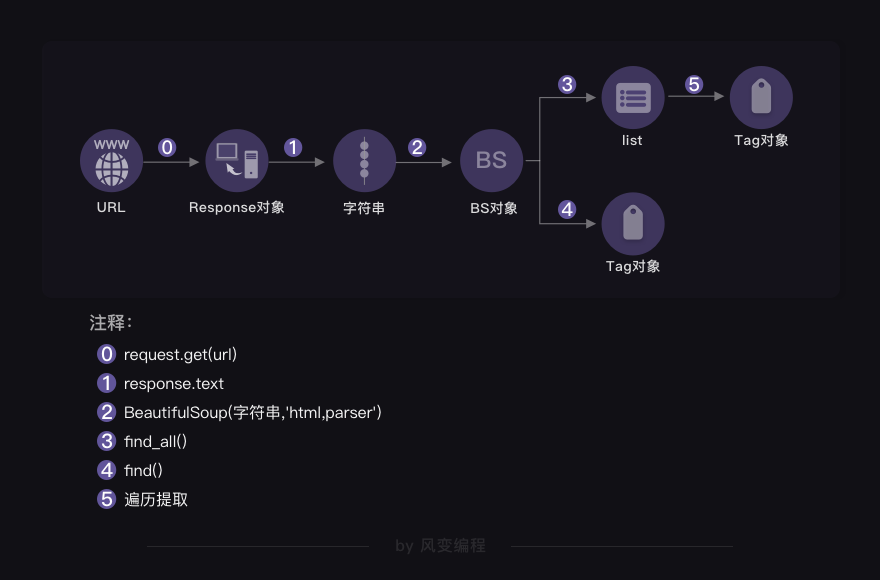 WWW
0
1
2
BS
3
5
4
list
Tag对象
URL
Response对象
字符串
BS对象
Tag对象
注释：
0 request.get(url)
1 response.text
2 BeautifulSoup(字符串,'html,parser')
3 find_all()
4 find()
5 遍历提取
by 风变编程